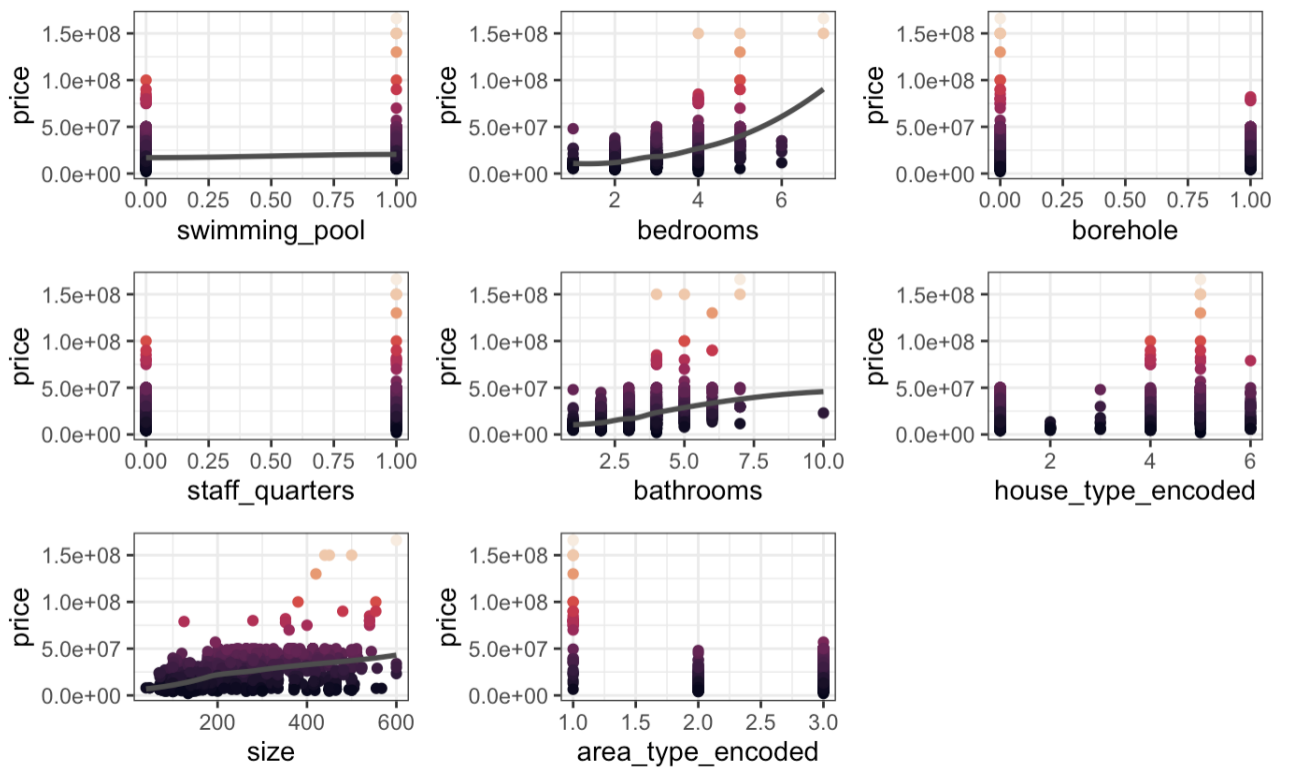 price
1.5e+08
1.0e+08
5.0e+07
0.0e+00
0.00 0.25 0.50 0.75 1.00
swimming_pool
price
1.5e+08
1.0e+08
5.0e+07
0.0e+00
2 4 6
bedrooms
price
1.5e+08
1.0e+08
5.0e+07
0.0e+00
0.00 0.25 0.50 0.75 1.00
borehole
price
1.5e+08
1.0e+08
5.0e+07
0.0e+00
0.00 0.25 0.50 0.75 1.00
staff_quarters
price
1.5e+08
1.0e+08
5.0e+07
0.0e+00
2.5 5.0 7.5 10.0
bathrooms
price
1.5e+08
1.0e+08
5.0e+07
0.0e+00
2 4 6
house_type_encoded
price
1.5e+08
1.0e+08
5.0e+07
0.0e+00
200 400 600
size
price
1.5e+08
1.0e+08
5.0e+07
0.0e+00
1.0 1.5 2.0 2.5 3.0
area_type_encoded